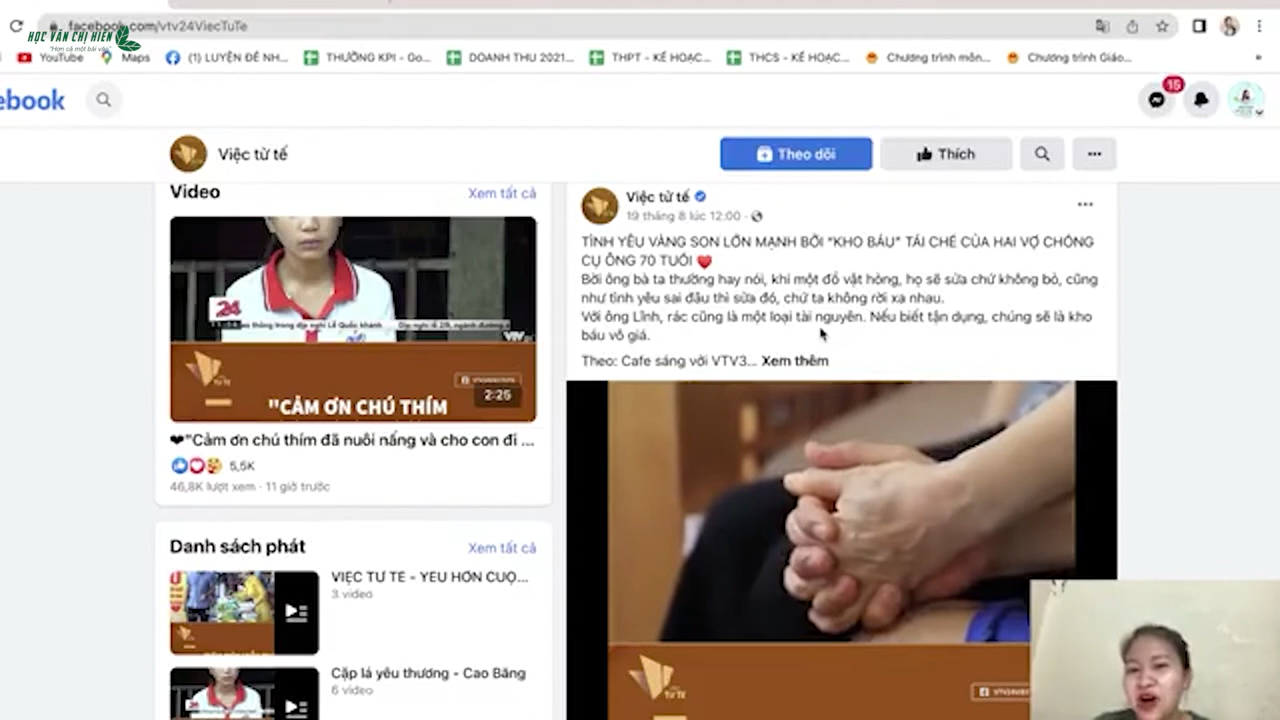 facebook.com/vtv24ViecTuTe
HỌC VĂN CHỊ HIÊN
"Hơn cả một bài văn"
YouTube
Maps
(1) LUYỆN ĐỀ NH...
THƯỞNG KPI - Go...
DOANH THU 2021...
THPT - KẾ HOẠC...
THCS - KẾ HOẠC...
Chương trình môn...
Chương trình Giáo...
ebook
15
Việc tử tế
Theo dõi
Thích
Video
Xem tất cả
24
"CẢM ƠN CHÚ THÍM
2:25
❤"Cảm ơn chú thím đã nuôi nấng và cho con đi ...
5,5K
46,8K lượt xem · 11 giờ trước
Danh sách phát
Xem tất cả
VIỆC TỬ TẾ - YÊU HƠN CUỘ...
3 video
Cặp lá yêu thương - Cao Bằng
6 video
Việc tử tế
19 tháng 8 lúc 12:00 ·
TÌNH YÊU VÀNG SON LỚN MẠNH BỞI "KHO BÁU" TÁI CHẾ CỦA HAI VỢ CHỒNG
CỤ ÔNG 70 TUỔI ❤️
Bởi ông bà ta thường hay nói, khi một đồ vật hỏng, họ sẽ sửa chứ không bỏ, cũng
như tình yêu sai đâu thì sửa đó, chứ ta không rời xa nhau.
Với ông Lĩnh, rác cũng là một loại tài nguyên. Nếu biết tận dụng, chúng sẽ là kho
báu vô giá.
Theo: Cafe sáng với VTV3... Xem thêm
TỬ TẾ